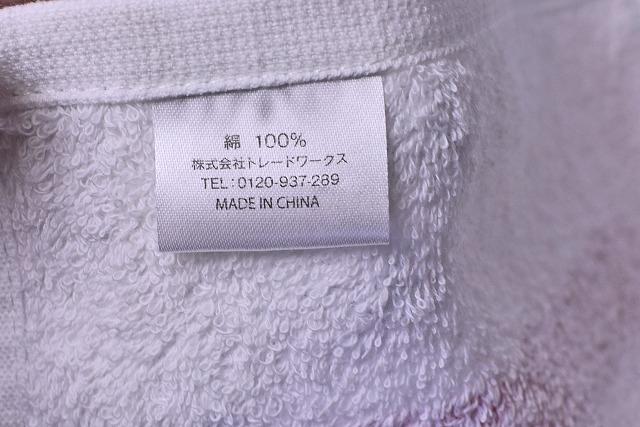 綿 100%
株式会社トレードワークス
TEL:0120-937-289
MADE IN CHINA